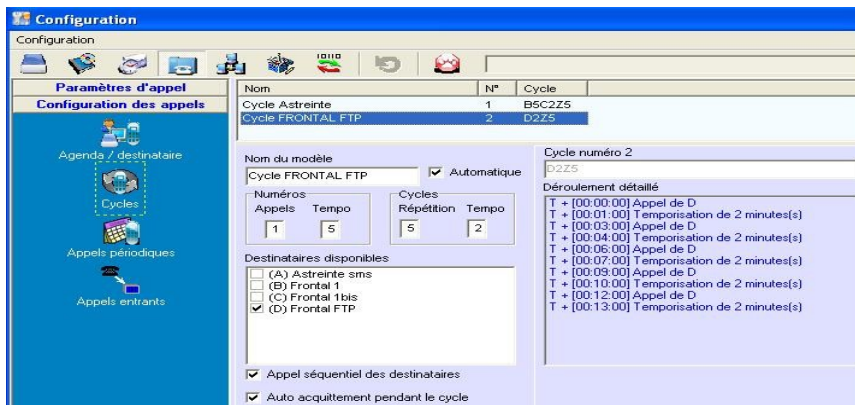 Configuration
Configuration
Paramètres d'appel
Configuration des appels
Agenda / destinataire
Cycles
Appels périodiques
Appels entrants
Nom N° Cycle
Cycle Astreinte 1 B5C2Z5
Cycle FRONTAL FTP 2 D2Z5
Nom du modèle
Cycle FRONTAL FTP Automatique
Numéros Cycles
Appels Tempo Répétition Tempo
1 5 5 2
Destinataires disponibles
(A) Astreinte sms
(B) Frontal 1
(C) Frontal 1bis
(D) Frontal FTP
Appel séquentiel des destinataires
Auto acquittement pendant le cycle
Cycle numéro 2
D2Z5
Déroulement détaillé
T + [00:00:00] Appel de D
T + [00:01:00] Temporisation de 2 minutes(s)
T + [00:03:00] Appel de D
T + [00:04:00] Temporisation de 2 minutes(s)
T + [00:06:00] Appel de D
T + [00:07:00] Temporisation de 2 minutes(s)
T + [00:09:00] Appel de D
T + [00:10:00] Temporisation de 2 minutes(s)
T + [00:12:00] Appel de D
T + [00:13:00] Temporisation de 2 minutes(s)